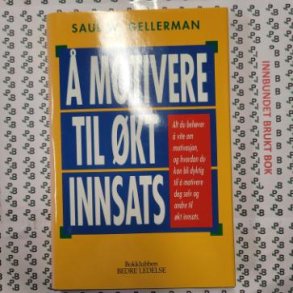 SAUL W. GELLERMAN
Å MOTIVERE
TIL ØKT
INNSATS
Alt du behøver
å vite om
motivasjon,
og hvordan du
kan bli dyktig
til å motivere
deg selv og
andre til
økt innsats.
Bokklubben
BEDRE LEDELSE
INNBUNDET BRUKT BOK